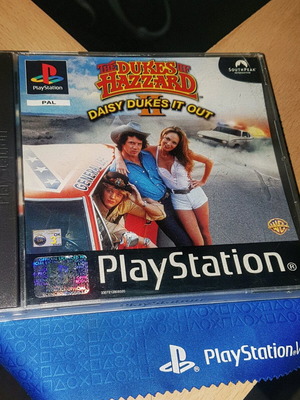 PlayStation
PAL
THE DUKES OF
HAZZARD
II
DAISY DUKES IT OUT
SOUTHPEAK
GENERAL
PlayStation®
PlayStation